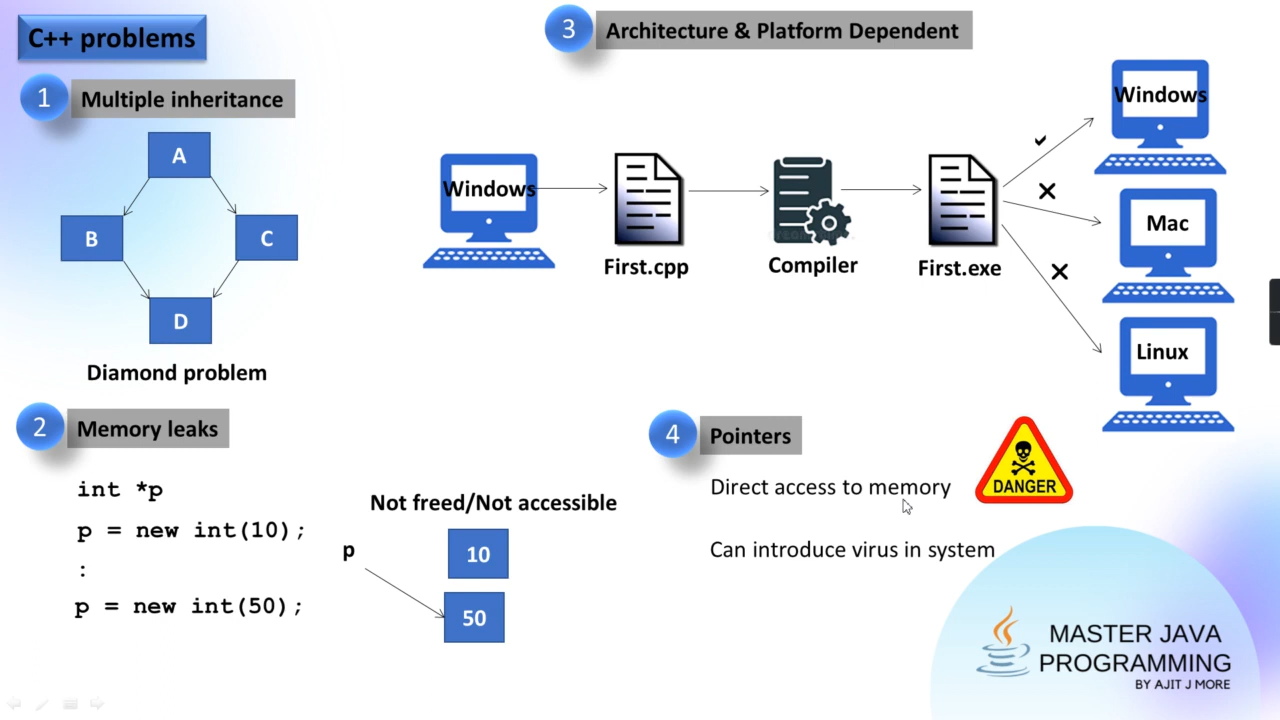 C++ problems
1
Multiple inheritance
A
B
C
D
Diamond problem
2
Memory leaks
int *p
p = new int(10);
:
p = new int(50);
Not freed/Not accessible
p
10
50
3
Architecture & Platform Dependent
Windows
First.cpp
Compiler
First.exe
Windows
Mac
Linux
4
Pointers
Direct access to memory
DANGER
Can introduce virus in system
MASTER JAVA
PROGRAMMING
BY AJIT J MORE